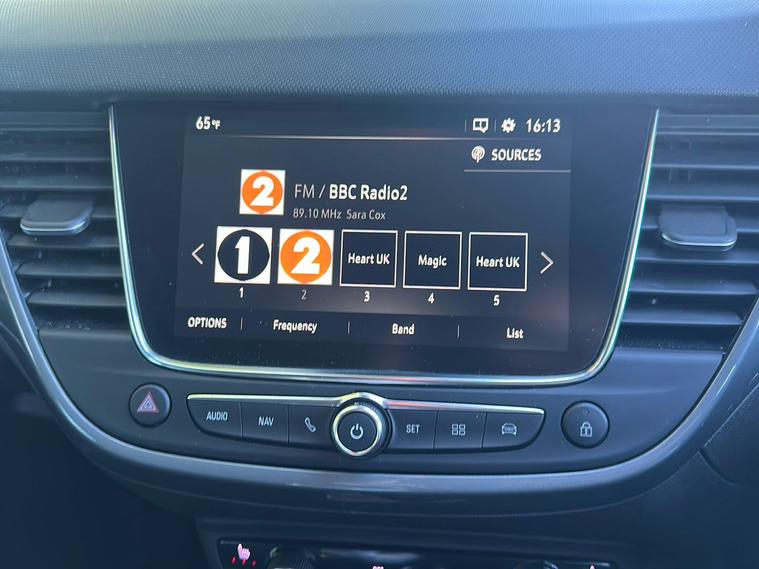 65°F 16:13
SOURCES
2 FM / BBC Radio2
89.10 MHz Sara Cox
1 2 Heart UK Magic Heart UK
1 2 3 4 5
OPTIONS Frequency Band List
AUDIO NAV SET